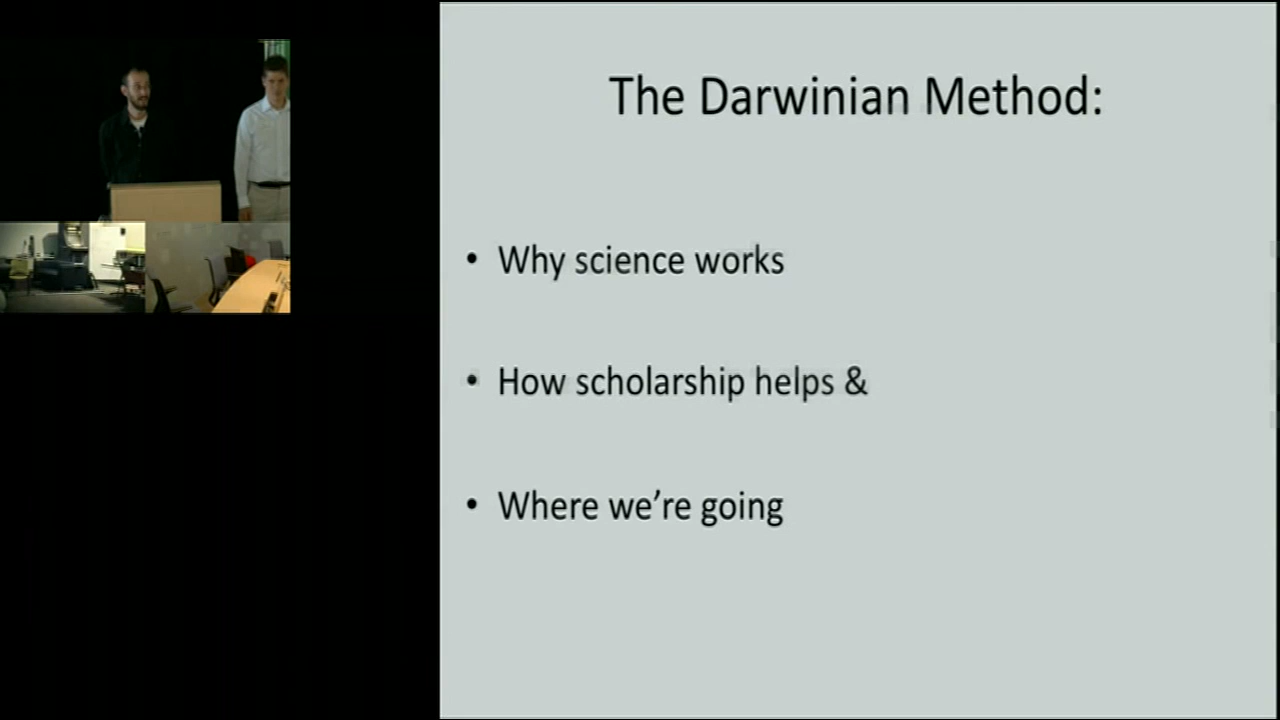 The Darwinian Method:
• Why science works
• How scholarship helps &
• Where we're going